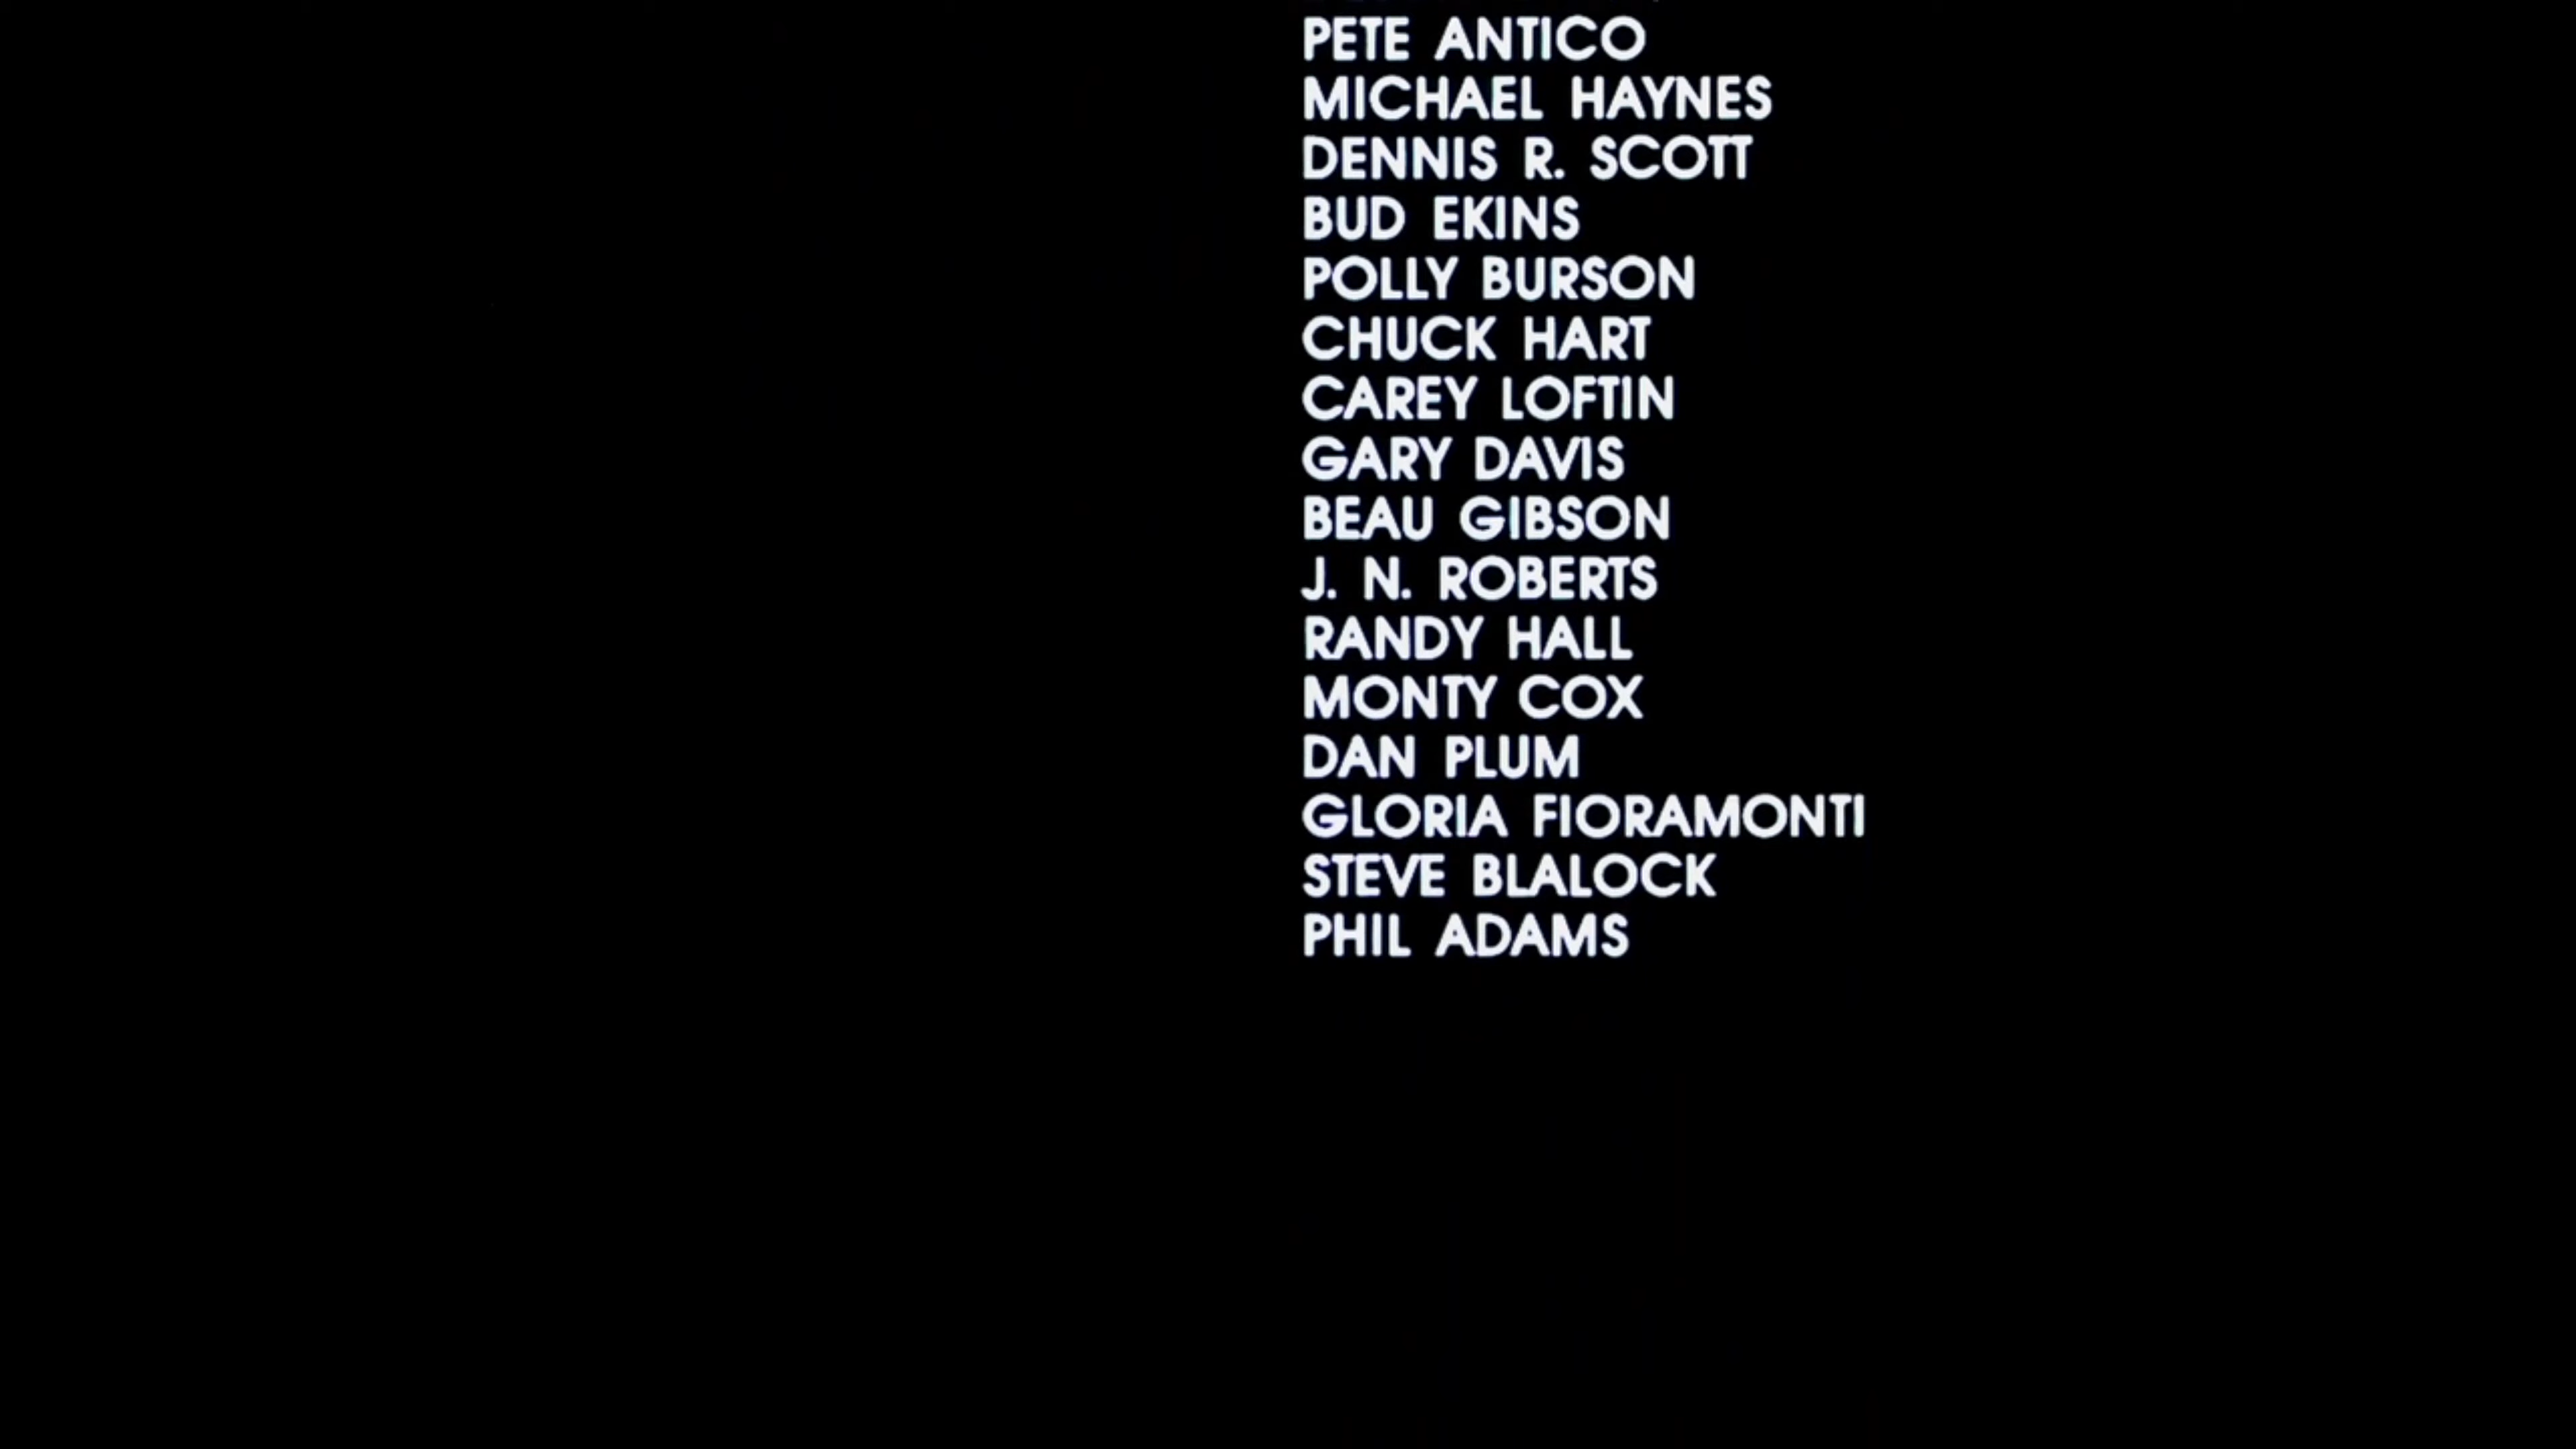 PETE ANTICO
MICHAEL HAYNES
DENNIS R. SCOTT
BUD EKINS
POLLY BURSON
CHUCK HART
CAREY LOFTIN
GARY DAVIS
BEAU GIBSON
J. N. ROBERTS
RANDY HALL
MONTY COX
DAN PLUM
GLORIA FIORAMONTI
STEVE BLALOCK
PHIL ADAMS